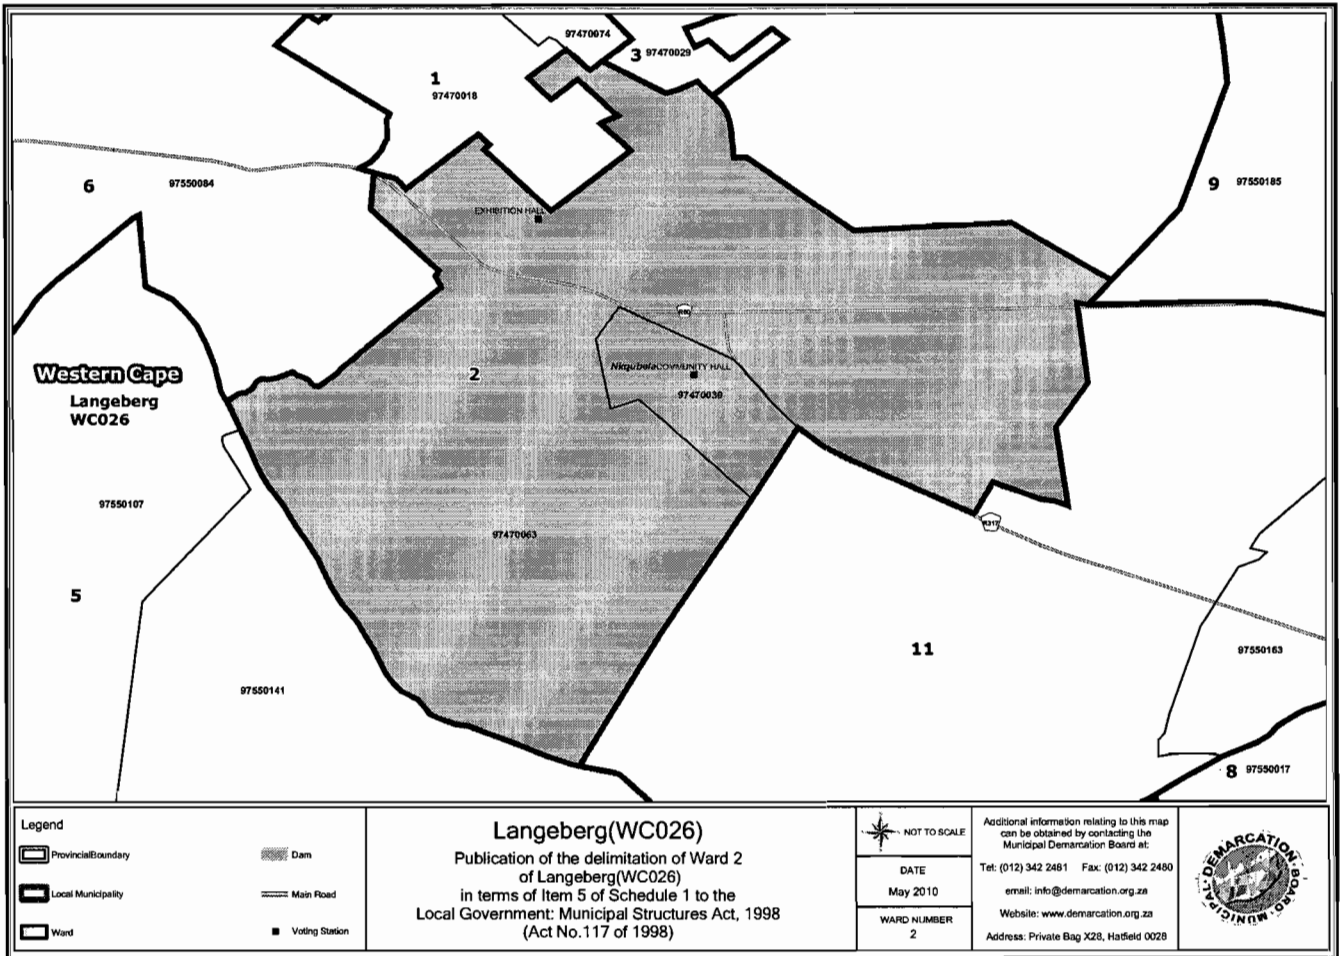 97470074
3 97470029
1
97470018
6
97550084
9 97550185
EXHIBITION HALL
Western Cape
Langeberg
WC026
2
Nkqubela COMMUNITY HALL
97470039
97550107
97470063
R317
5
11
97550163
97550141
8 97550017
Legend
ProvincialBoundary
Dam
Local Municipality
Main Road
Ward
Voting Station
Langeberg(WC026)
Publication of the delimitation of Ward 2
of Langeberg(WC026)
in terms of Item 5 of Schedule 1 to the
Local Government: Municipal Structures Act, 1998
(Act No.117 of 1998)
NOT TO SCALE
DATE
May 2010
WARD NUMBER
2
Additional information relating to this map
can be obtained by contacting the
Municipal Demarcation Board at:
Tel: (012) 342 2481 Fax: (012) 342 2480
email: info@demarcation.org.za
Website: www.demarcation.org.za
Address: Private Bag X28, Hatfield 0028
MUNICIPAL · DEMARCATION · BOARD